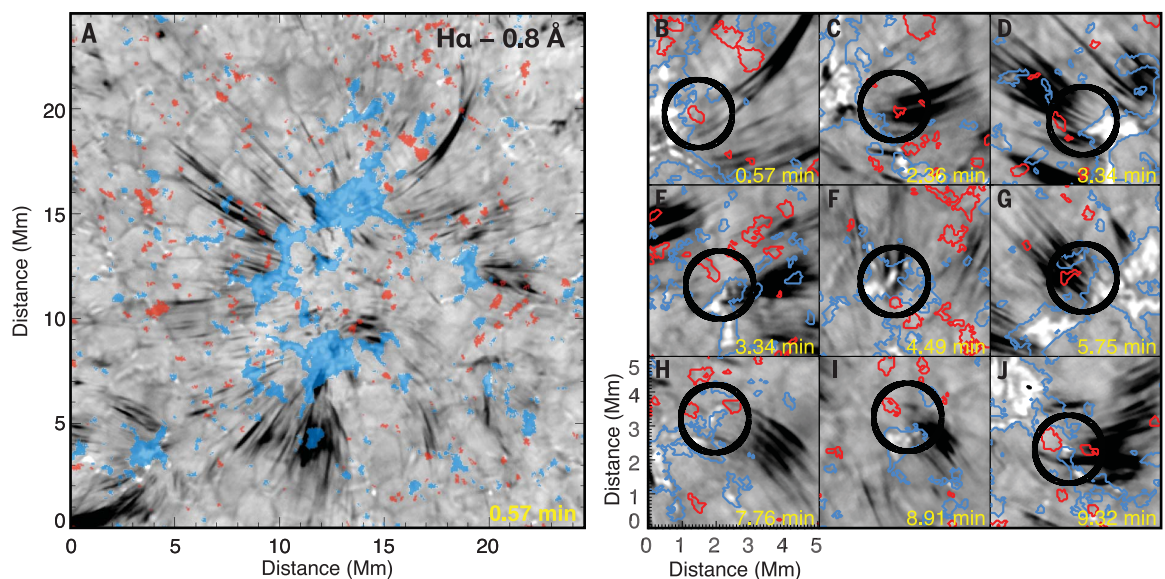 A
Hα – 0.8 Å
20
15
10
5
0
0.57 min
0
5
10
15
20
Distance (Mm)
Distance (Mm)
B
0.57 min
C
2.36 min
D
3.34 min
E
3.34 min
F
4.49 min
G
5.75 min
H
7.76 min
I
8.91 min
J
9.32 min
5
4
3
2
1
0
0
1
2
3
4
5
Distance (Mm)
Distance (Mm)